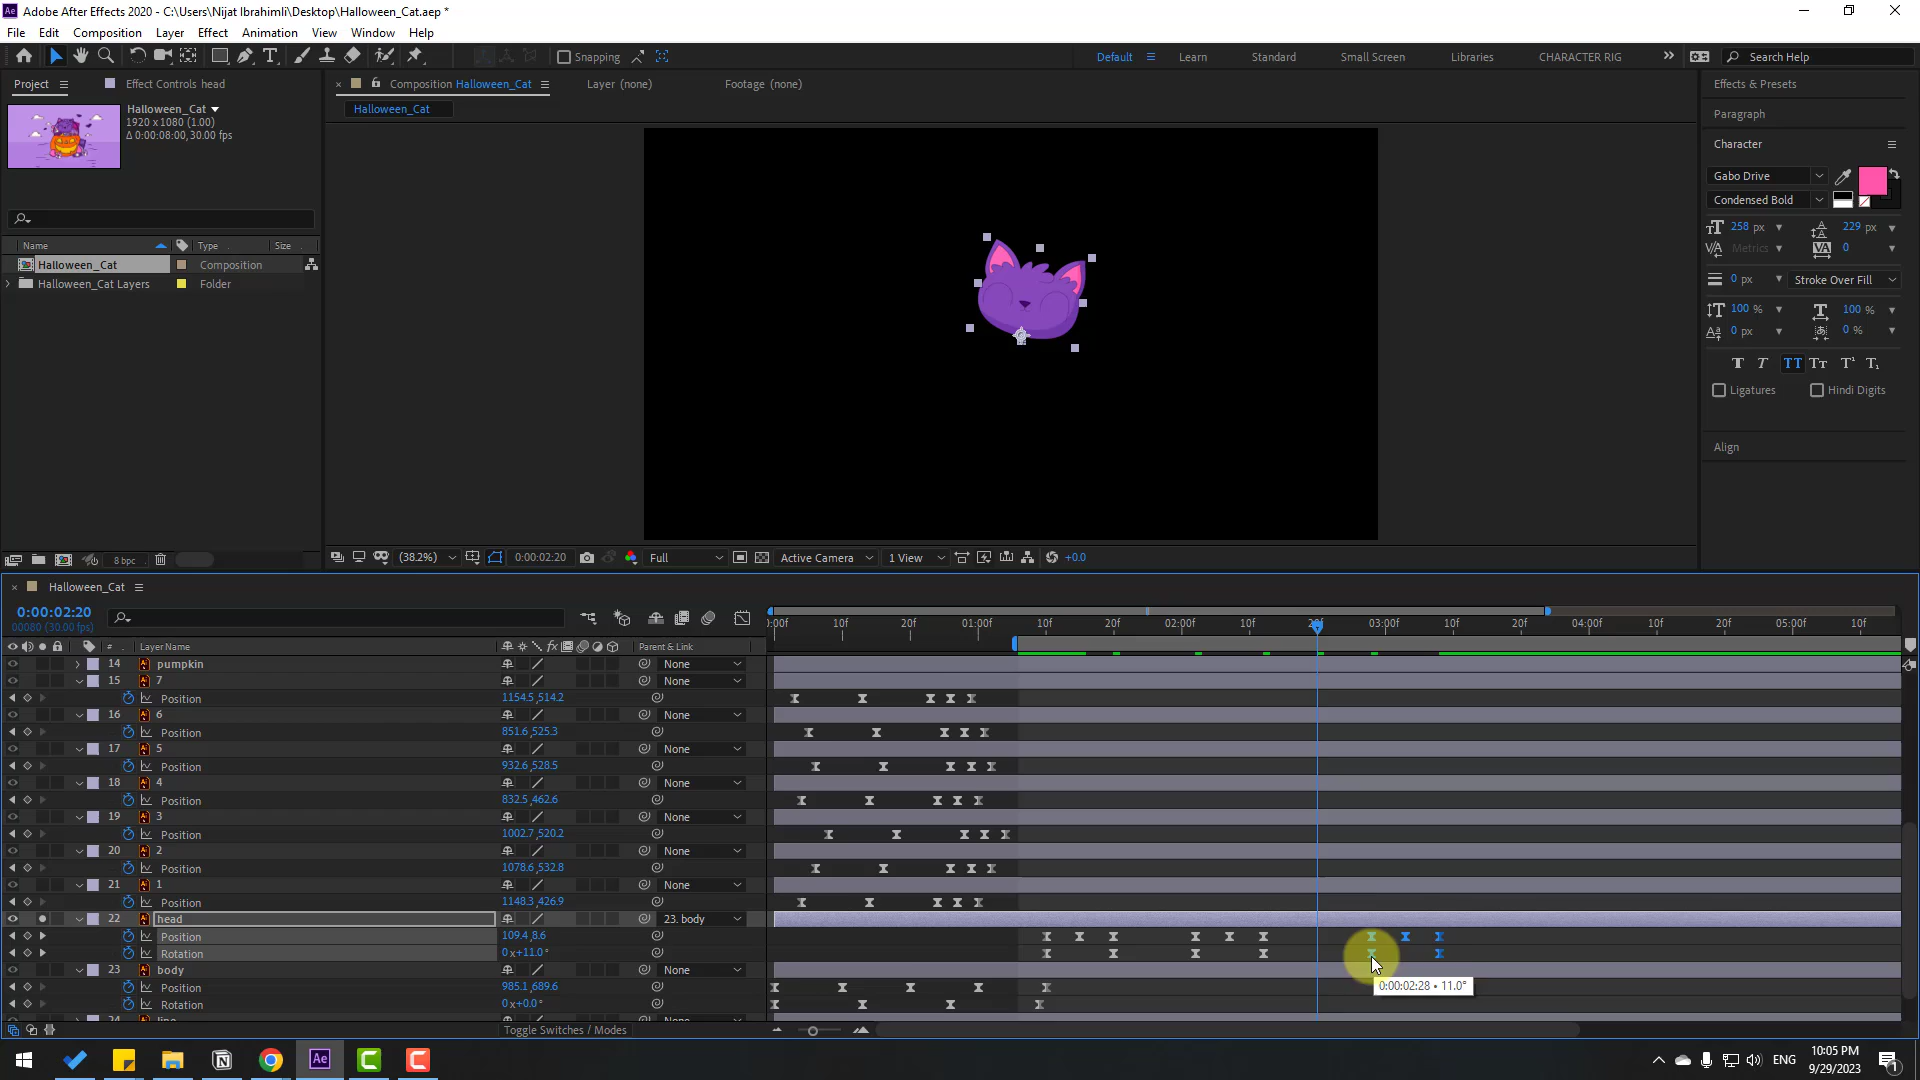 Adobe After Effects 2020 - C:\Users\Nijat Ibrahimli\Desktop\Halloween_Cat.aep *
File Edit Composition Layer Effect Animation View Window Help
Snapping Default Learn Standard Small Screen Libraries CHARACTER RIG Search Help
Project Effect Controls head Composition Halloween_Cat Layer (none) Footage (none) Effects & Presets
Halloween_Cat
1920 x 1080 (1.00)
Δ 0:00:08:00, 30.00 fps
Halloween_Cat
Paragraph
Character
Gabo Drive
Condensed Bold
258 px 229 px
Metrics 0
0 px Stroke Over Fill
100 % 100 %
0 px 0 %
Ligatures Hindi Digits
Align
Name Type Size
Halloween_Cat Composition
Halloween_Cat Layers Folder
8 bpc (38.2%) 0:00:02:20 Full Active Camera 1 View +0.0
Halloween_Cat
0:00:02:20
00080 (30.00 fps)
:00f 10f 20f 01:00f 10f 20f 02:00f 10f 20f 03:00f 10f 20f 04:00f 10f 20f 05:00f 10f
# Layer Name Parent & Link
14 pumpkin None
15 7 None
Position 1154.5,514.2
16 6 None
Position 851.6,525.3
17 5 None
Position 932.6,528.5
18 4 None
Position 832.5,462.6
19 3 None
Position 1002.7,520.2
20 2 None
Position 1078.6,532.8
21 1 None
Position 1148.3,426.9
22 head 23. body
Position 109.4,8.6
Rotation 0x+11.0°
23 body None
0:00:02:28 • 11.0°
Position 985.1,689.6
Rotation 0x+0.0°
Toggle Switches / Modes
ENG
10:05 PM
9/29/2023
1